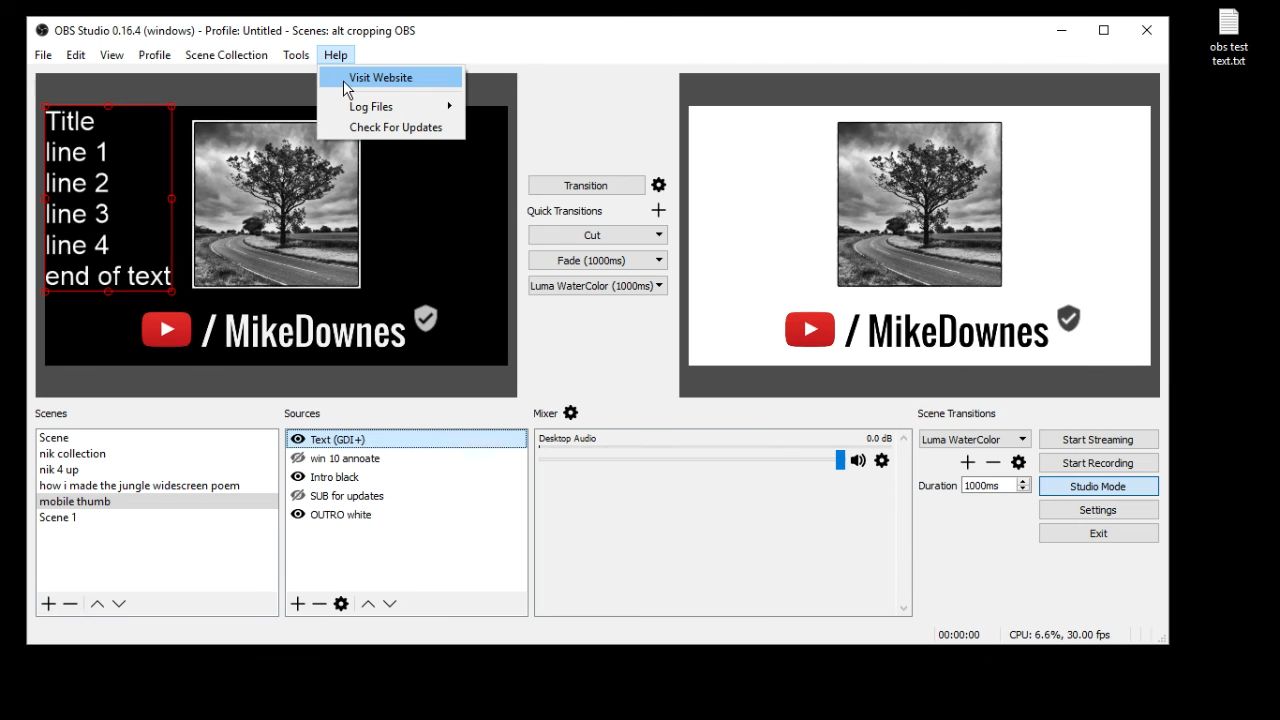 OBS Studio 0.16.4 (windows) - Profile: Untitled - Scenes: alt cropping OBS
File Edit View Profile Scene Collection Tools Help
Visit Website
Log Files
Check For Updates
Title
line 1
line 2
line 3
line 4
end of text
/ MikeDownes
Transition
Quick Transitions
Cut
Fade (1000ms)
Luma WaterColor (1000ms)
/ MikeDownes
obs test
text.txt
Scenes
Scene
nik collection
nik 4 up
how i made the jungle widescreen poem
mobile thumb
Scene 1
Sources
Text (GDI+)
win 10 annoate
Intro black
SUB for updates
OUTRO white
Mixer
Desktop Audio 0.0 dB
Scene Transitions
Luma WaterColor
Duration 1000ms
Start Streaming
Start Recording
Studio Mode
Settings
Exit
00:00:00 CPU: 6.6%, 30.00 fps